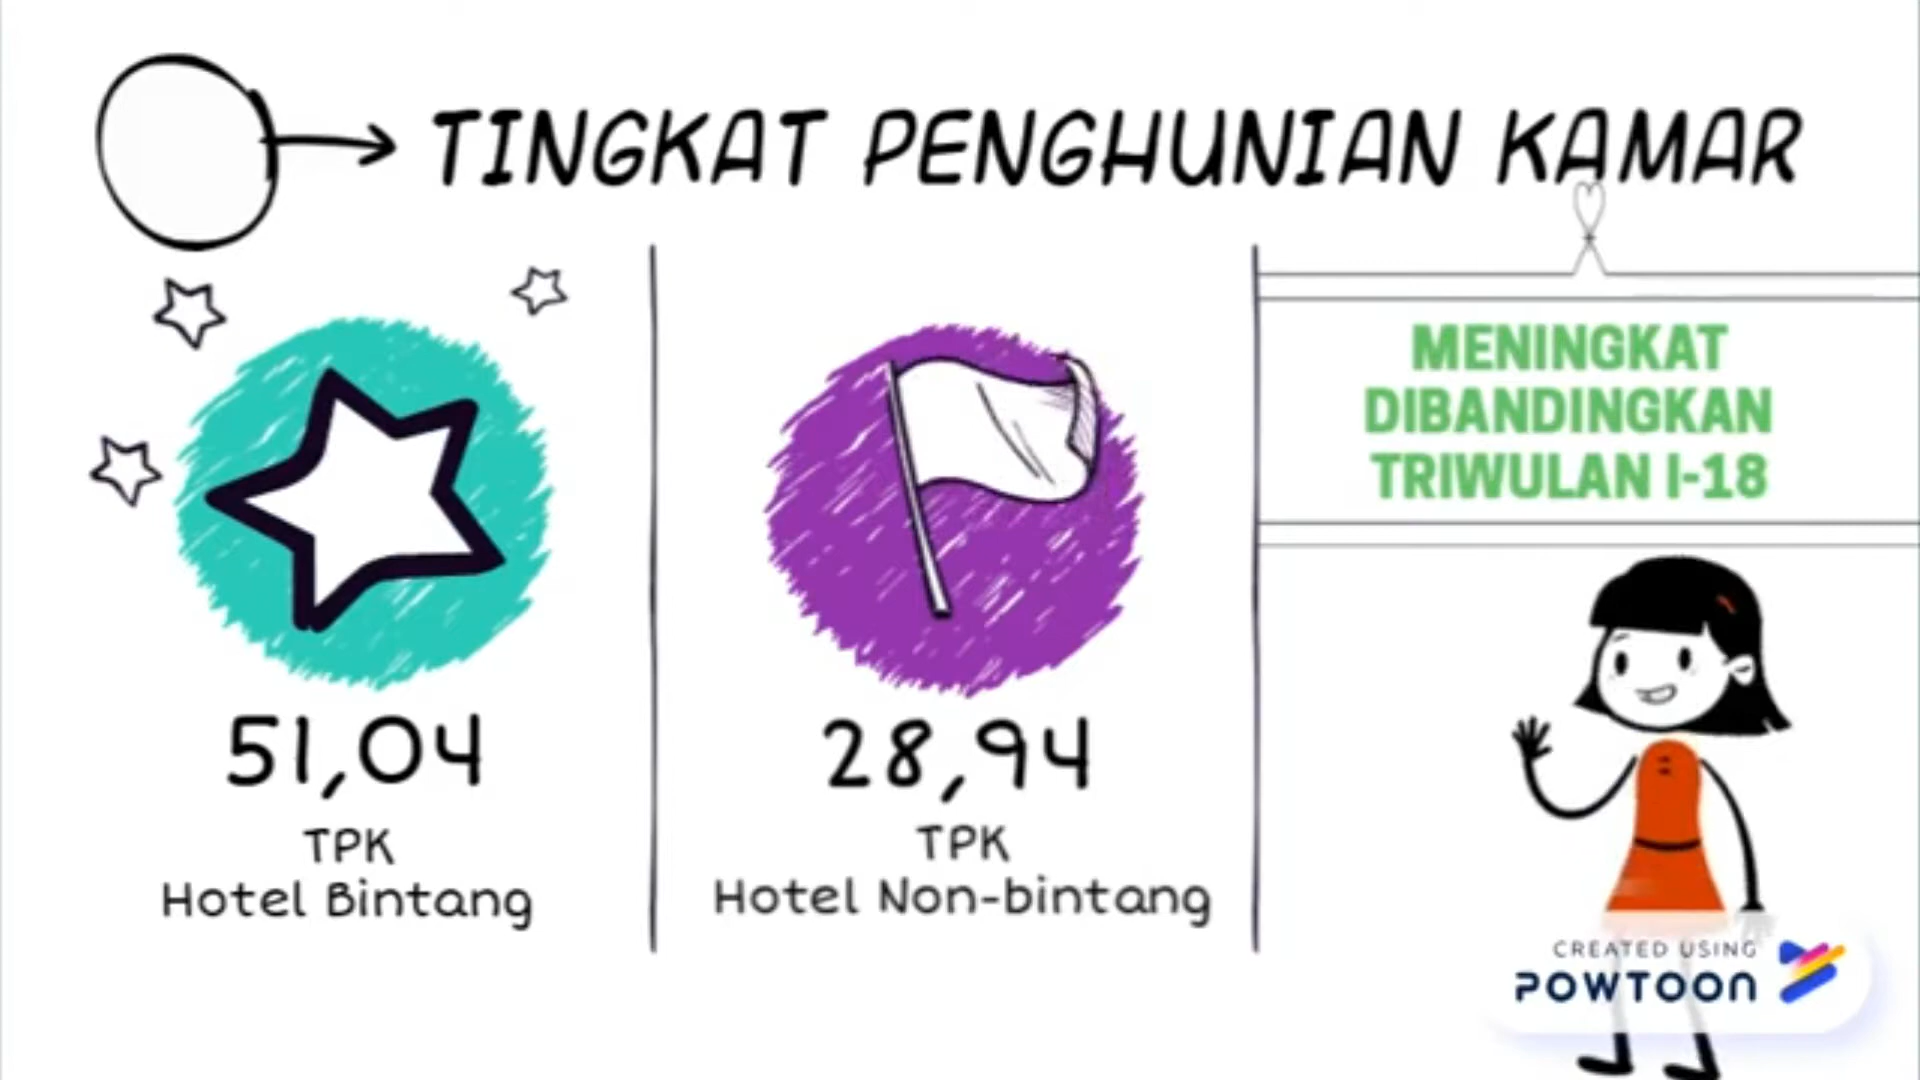 TINGKAT PENGHUNIAN KAMAR
51,04
TPK
Hotel Bintang
28,94
TPK
Hotel Non-bintang
MENINGKAT
DIBANDINGKAN
TRIWULAN I-18
CREATED USING
POWTOON